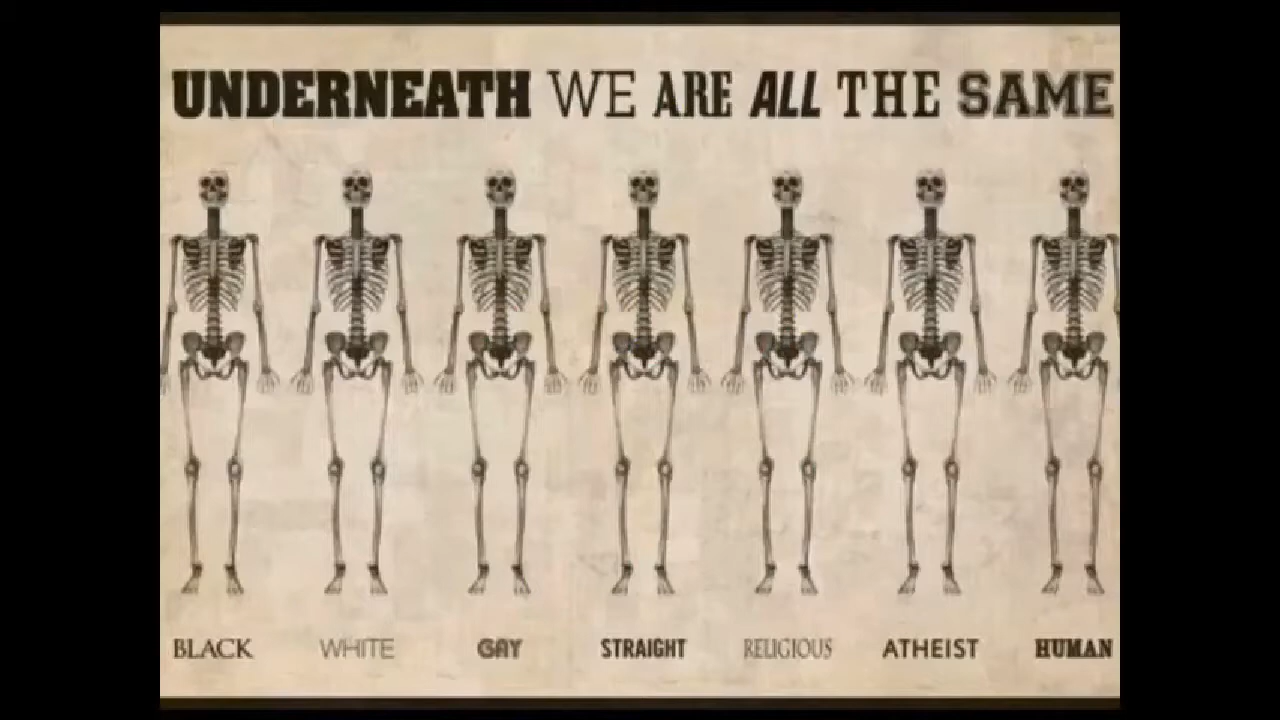 UNDERNEATH WE ARE ALL THE SAME
BLACK WHITE GAY STRAIGHT RELIGIOUS ATHEIST HUMAN